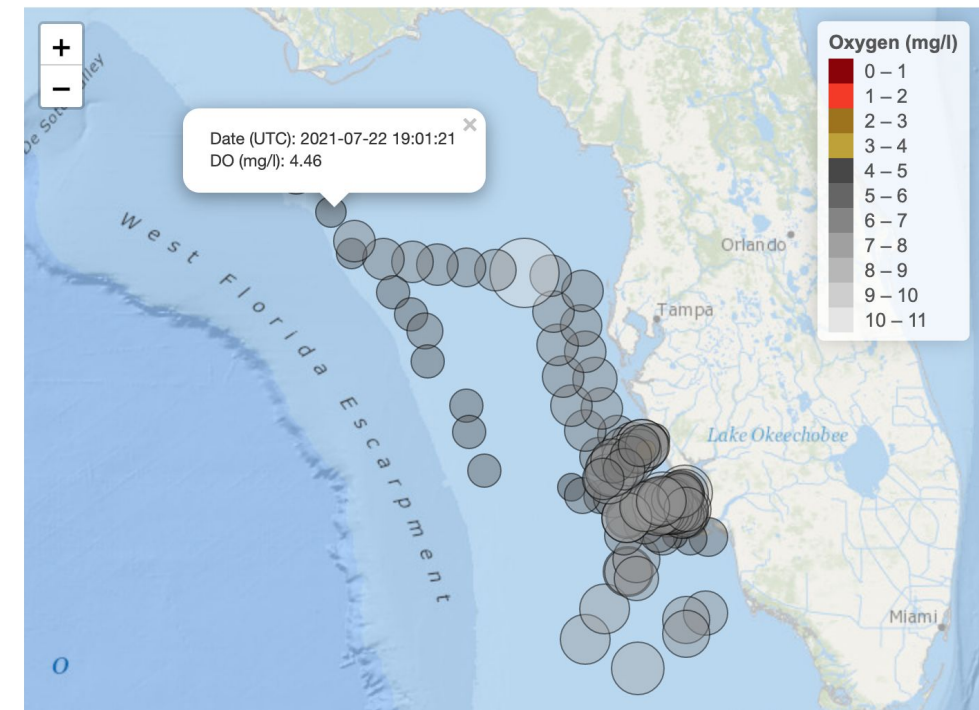 +
−
De Soto Valley
Date (UTC): 2021-07-22 19:01:21
DO (mg/l): 4.46
×
West Florida Escarpment
Oxygen (mg/l)
0 – 1
1 – 2
2 – 3
3 – 4
4 – 5
5 – 6
6 – 7
7 – 8
8 – 9
9 – 10
10 – 11
Orlando
Tampa
Lake Okeechobee
Miami
O